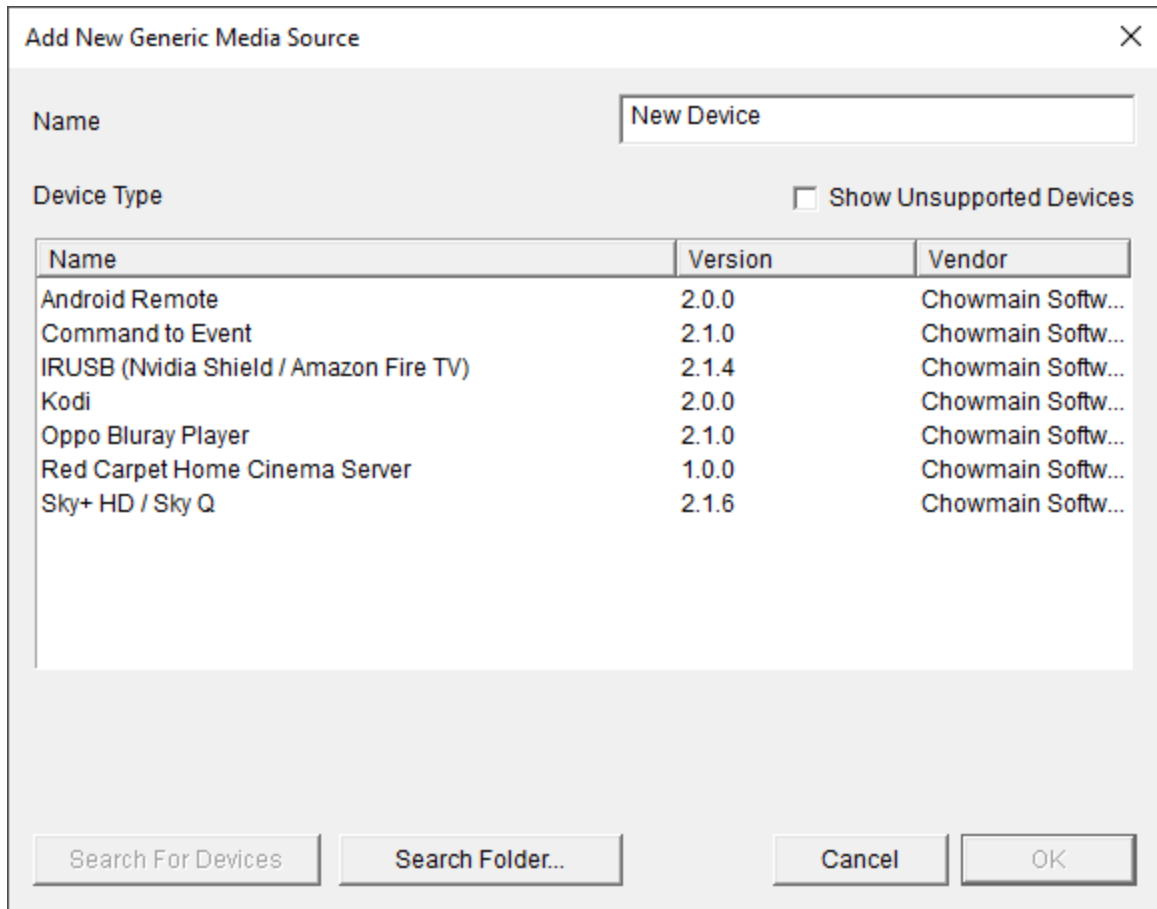 Add New Generic Media Source
Name New Device
Device Type Show Unsupported Devices
Name Version Vendor
Android Remote 2.0.0 Chowmain Softw...
Command to Event 2.1.0 Chowmain Softw...
IRUSB (Nvidia Shield / Amazon Fire TV) 2.1.4 Chowmain Softw...
Kodi 2.0.0 Chowmain Softw...
Oppo Bluray Player 2.1.0 Chowmain Softw...
Red Carpet Home Cinema Server 1.0.0 Chowmain Softw...
Sky+ HD / Sky Q 2.1.6 Chowmain Softw...
Search For Devices Search Folder... Cancel OK